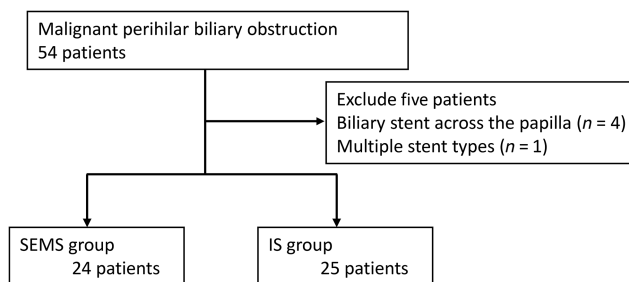 Malignant perihilar biliary obstruction
54 patients
Exclude five patients
Biliary stent across the papilla (n = 4)
Multiple stent types (n = 1)
SEMS group
24 patients
IS group
25 patients